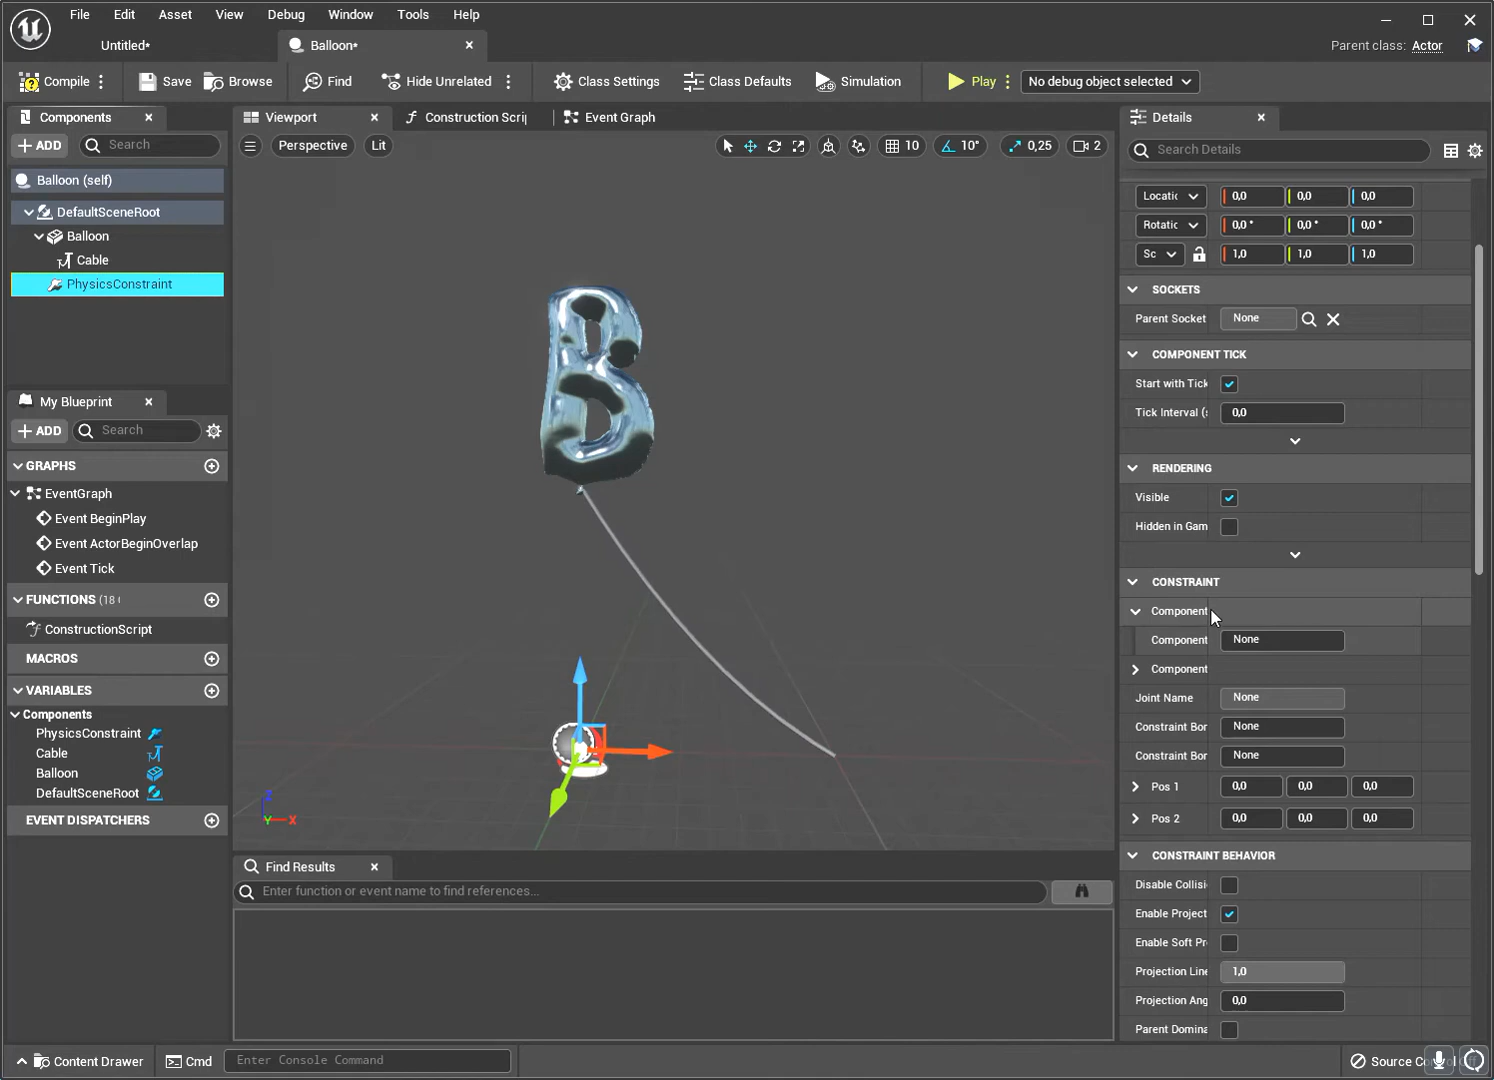 File Edit Asset View Debug Window Tools Help
Untitled* Balloon* Parent class: Actor
Compile Save Browse Find Hide Unrelated Class Settings Class Defaults Simulation Play No debug object selected
Components Viewport Construction Scrip Event Graph Details
ADD Search Perspective Lit 10 10° 0,25 2 Search Details
Balloon (self)
DefaultSceneRoot
Balloon
Cable
PhysicsConstraint
My Blueprint
ADD Search
GRAPHS
EventGraph
Event BeginPlay
Event ActorBeginOverlap
Event Tick
FUNCTIONS (18
ConstructionScript
MACROS
VARIABLES
Components
PhysicsConstraint
Cable
Balloon
DefaultSceneRoot
EVENT DISPATCHERS
B
Z
Y X
Find Results
Enter function or event name to find references...
Locatic 0,0 0,0 0,0
Rotatic 0,0 ° 0,0 ° 0,0 °
Sc 1,0 1,0 1,0
SOCKETS
Parent Socket None
COMPONENT TICK
Start with Tick
Tick Interval (s 0,0
RENDERING
Visible
Hidden in Gam
CONSTRAINT
Component
Component None
Component
Joint Name None
Constraint Bor None
Constraint Bor None
Pos 1 0,0 0,0 0,0
Pos 2 0,0 0,0 0,0
CONSTRAINT BEHAVIOR
Disable Collisi
Enable Project
Enable Soft Pr
Projection Line 1,0
Projection Ang 0,0
Parent Domina
Content Drawer Cmd Enter Console Command Source